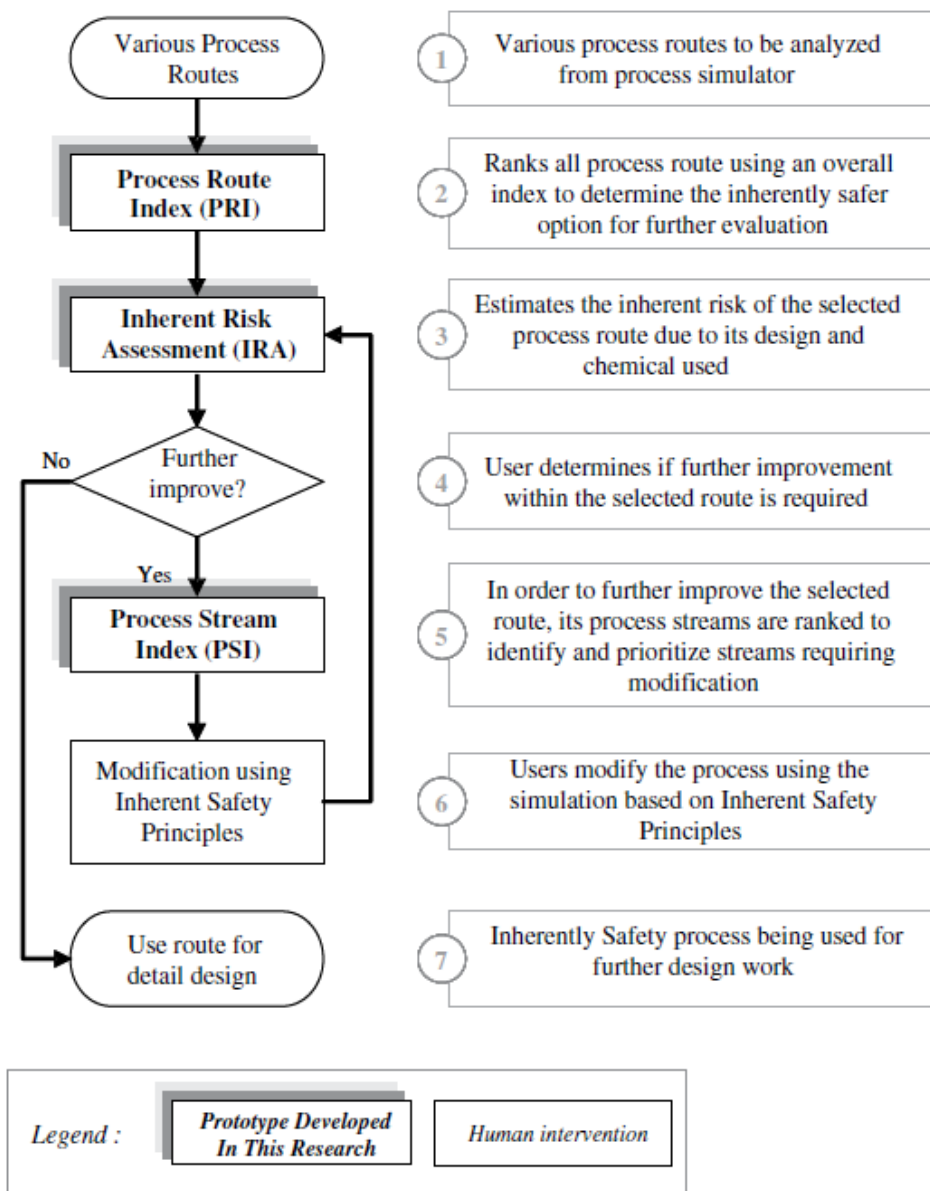 Various Process
Routes
1
Various process routes to be analyzed
from process simulator
Process Route
Index (PRI)
2
Ranks all process route using an overall
index to determine the inherently safer
option for further evaluation
Inherent Risk
Assessment (IRA)
3
Estimates the inherent risk of the selected
process route due to its design and
chemical used
No
Further
improve?
4
User determines if further improvement
within the selected route is required
Yes
Process Stream
Index (PSI)
5
In order to further improve the selected
route, its process streams are ranked to
identify and prioritize streams requiring
modification
Modification using
Inherent Safety
Principles
6
Users modify the process using the
simulation based on Inherent Safety
Principles
Use route for
detail design
7
Inherently Safety process being used for
further design work
Legend :
Prototype Developed
In This Research
Human intervention